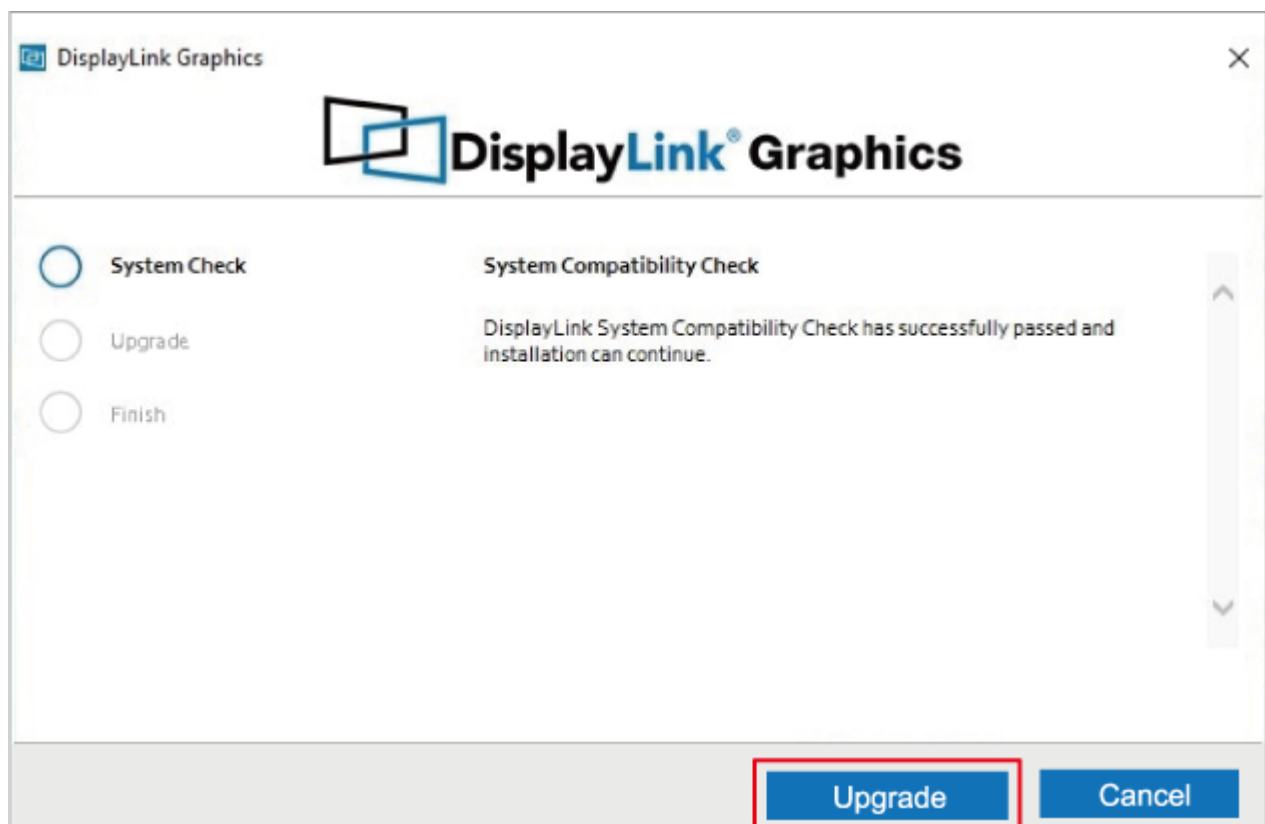 DisplayLink Graphics
DisplayLink® Graphics
System Check
Upgrade
Finish
System Compatibility Check
DisplayLink System Compatibility Check has successfully passed and
installation can continue.
Upgrade
Cancel